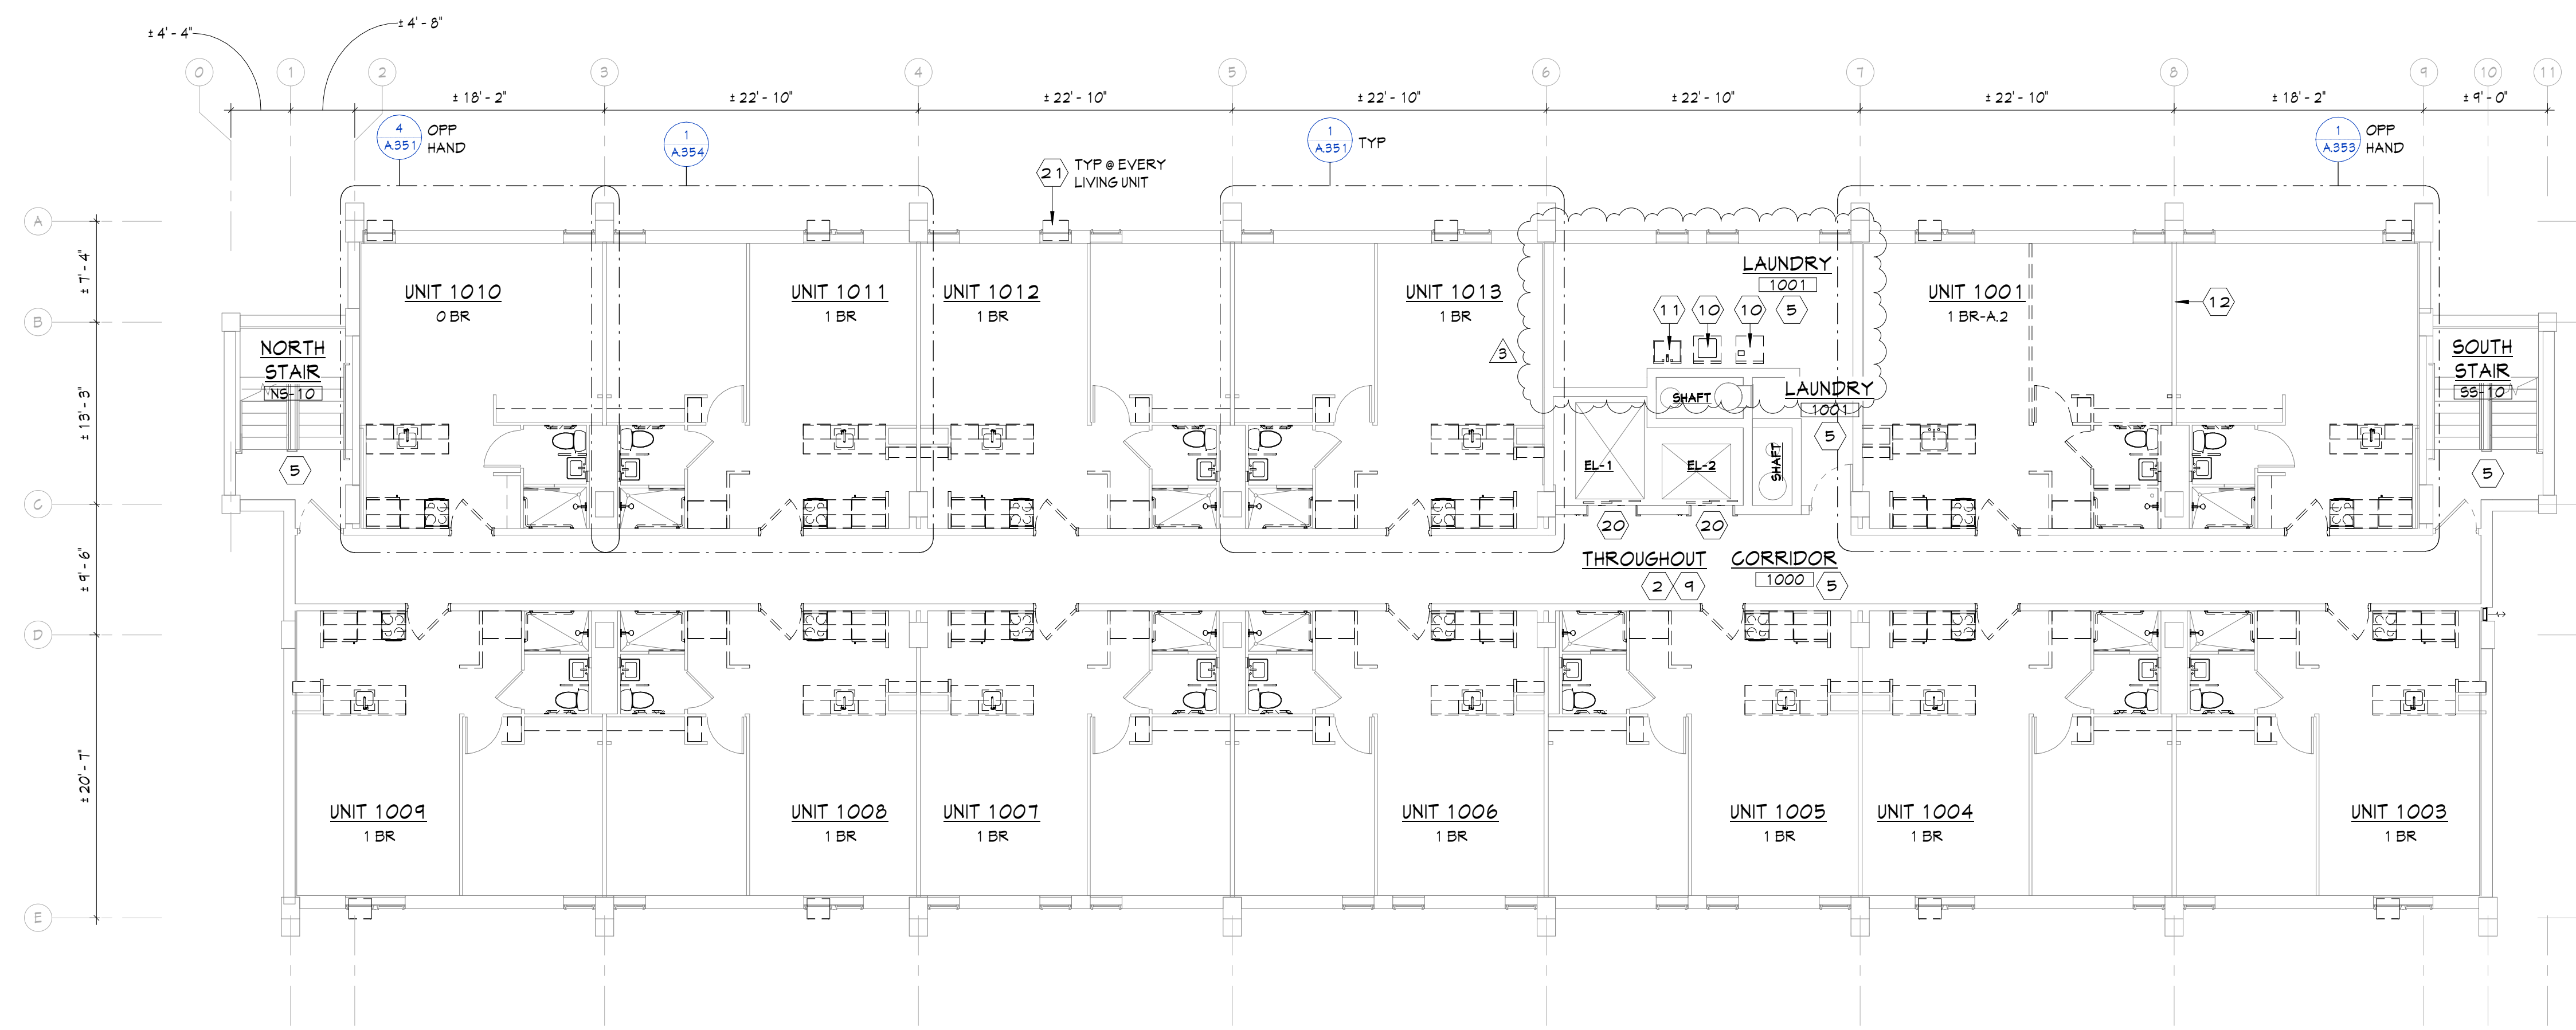 ± 4' - 4"
± 4' - 8"
0
1
2
3
4
5
6
7
8
9
10
11
± 18' - 2"
± 22' - 10"
± 22' - 10"
± 22' - 10"
± 22' - 10"
± 22' - 10"
± 18' - 2"
± 9' - 0"
4
A.351
OPP
HAND
1
A.354
21
TYP @ EVERY
LIVING UNIT
1
A.351
TYP
1
A.353
OPP
HAND
A
B
C
D
E
± 7' - 4"
± 13' - 3"
± 9' - 6"
± 20' - 7"
UNIT 1010
0 BR
UNIT 1011
1 BR
UNIT 1012
1 BR
UNIT 1013
1 BR
LAUNDRY
1001
11
10
10
5
3
UNIT 1001
1 BR-A.2
12
NORTH
STAIR
NS-10
5
SOUTH
STAIR
SS-10
5
SHAFT
LAUNDRY
1001
5
EL-1
EL-2
SHAFT
20
20
THROUGHOUT
2
9
CORRIDOR
1000
5
UNIT 1009
1 BR
UNIT 1008
1 BR
UNIT 1007
1 BR
UNIT 1006
1 BR
UNIT 1005
1 BR
UNIT 1004
1 BR
UNIT 1003
1 BR